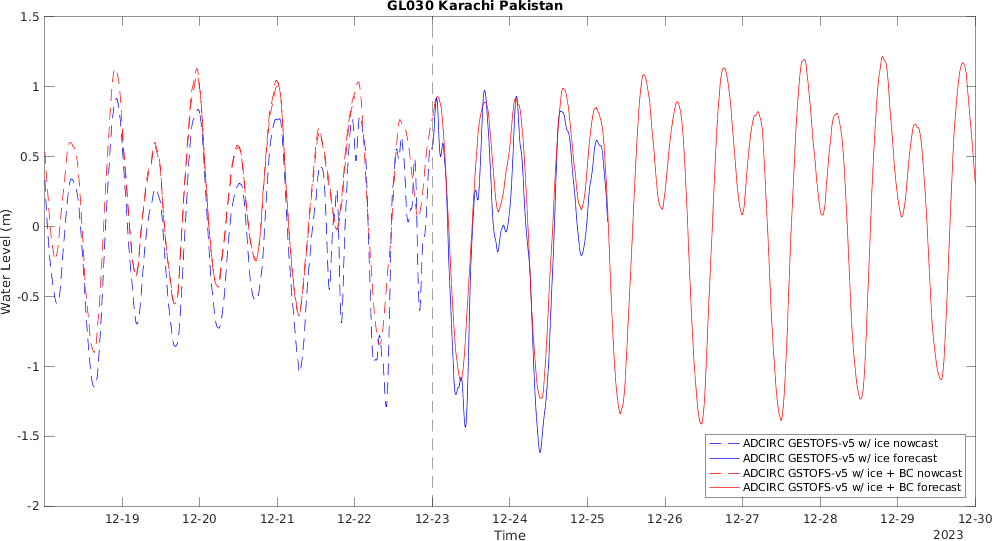 GL030 Karachi Pakistan
Water Level (m)
1.5
1
0.5
0
-0.5
-1
-1.5
-2
12-19 12-20 12-21 12-22 12-23 12-24 12-25 12-26 12-27 12-28 12-29 12-30
Time
2023
ADCIRC GESTOFS-v5 w/ ice nowcast
ADCIRC GESTOFS-v5 w/ ice forecast
ADCIRC GSTOFS-v5 w/ ice + BC nowcast
ADCIRC GSTOFS-v5 w/ ice + BC forecast